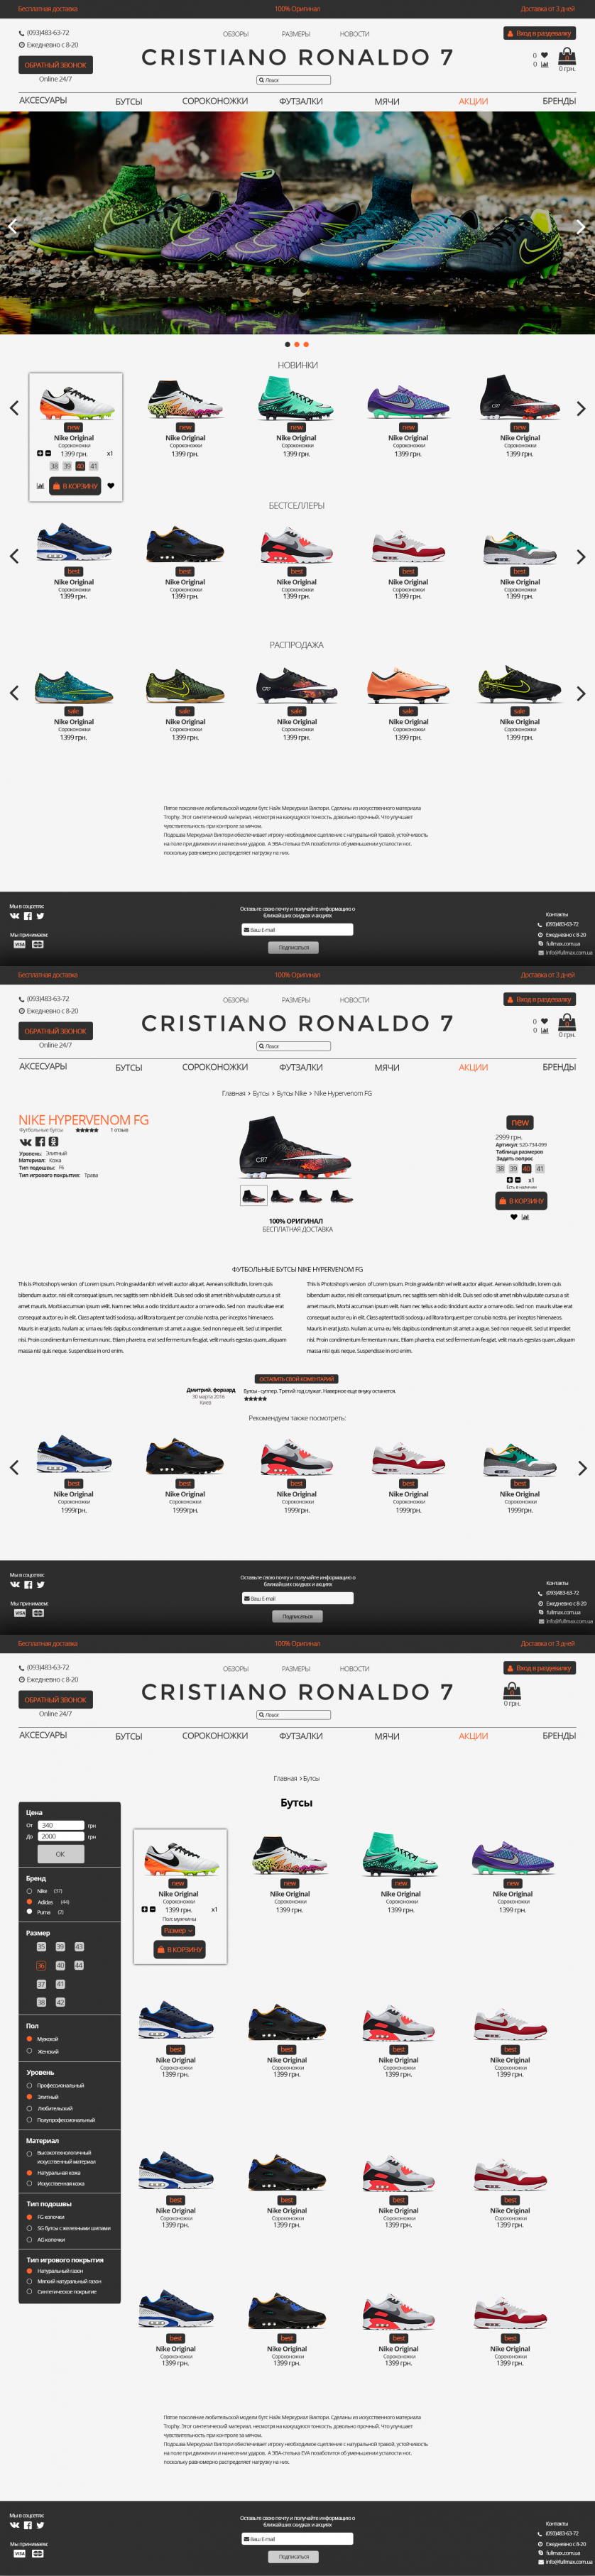 Бесплатная доставка 100% Оригинал Доставка от 3 дней
(093)483-63-72 ОБЗОРЫ РАЗМЕРЫ НОВОСТИ Вход в раздевалку
Ежедневно с 8-20
CRISTIANO RONALDO 7
0
0
0
ОБРАТНЫЙ ЗВОНОК
0 грн.
Online 24/7 Поиск
АКСЕСУАРЫ БУТСЫ СОРОКОНОЖКИ ФУТЗАЛКИ МЯЧИ АКЦИИ БРЕНДЫ
НОВИНКИ
new new new new new
Nike Original Nike Original Nike Original Nike Original Nike Original
Сороконожки Сороконожки Сороконожки Сороконожки Сороконожки
1399 грн. x1 1399 грн. 1399 грн. 1399 грн. 1399 грн.
38 39 40 41
В КОРЗИНУ
БЕСТСЕЛЛЕРЫ
best best best best best
Nike Original Nike Original Nike Original Nike Original Nike Original
Сороконожки Сороконожки Сороконожки Сороконожки Сороконожки
1399 грн. 1399 грн. 1399 грн. 1399 грн. 1399 грн.
РАСПРОДАЖА
CR7
sale sale sale sale sale
Nike Original Nike Original Nike Original Nike Original Nike Original
Сороконожки Сороконожки Сороконожки Сороконожки Сороконожки
1399 грн. 1399 грн. 1399 грн. 1399 грн. 1399 грн.
Пятое поколение любительской модели бутс Найк Меркуриал Виктори. Сделаны из искусственного материала
Trophy. Этот синтетический материал, несмотря на кажущуюся тонкость, довольно прочный. Что улучшает
чувствительность при контроле за мячом.
Подошва Меркуриал Виктори обеспечивает игроку необходимое сцепление с натуральной травой, устойчивость
на поле при движении и нанесении ударов. А ЭВА-стелька EVA позаботится об уменьшении усталости ног,
поскольку равномерно распределяет нагрузку на них.
Мы в соцсетях: Оставьте свою почту и получайте информацию о
ближайших скидках и акциях
Контакты
(093)483-63-72
Ваш E-mail
Мы принимаем: Ежедневно с 8-20
VISA Подписаться fullmax.com.ua
info@fullmax.com.ua
Бесплатная доставка 100% Оригинал Доставка от 3 дней
(093)483-63-72 ОБЗОРЫ РАЗМЕРЫ НОВОСТИ Вход в раздевалку
Ежедневно с 8-20
CRISTIANO RONALDO 7
0
0
0
ОБРАТНЫЙ ЗВОНОК
0 грн.
Online 24/7 Поиск
АКСЕСУАРЫ БУТСЫ СОРОКОНОЖКИ ФУТЗАЛКИ МЯЧИ АКЦИИ БРЕНДЫ
Главная > Бутсы > Бутсы Nike > Nike Hypervenom FG
NIKE HYPERVENOM FG
Футбольные бутсы 1 отзыв
Уровень: Элитный
Материал: Кожа
Тип подошвы: FG
Тип игрового покрытия: Трава
CR7
100% ОРИГИНАЛ
БЕСПЛАТНАЯ ДОСТАВКА
new
2999 грн.
Артикул: 520-734-099
Таблица размеров
Задать вопрос
38 39 40 41
x1
Есть в наличии
В КОРЗИНУ
ФУТБОЛЬНЫЕ БУТСЫ NIKE HYPERVENOM FG
This is Photoshop's version of Lorem Ipsum. Proin gravida nibh vel velit auctor aliquet. Aenean sollicitudin, lorem quis
bibendum auctor, nisi elit consequat ipsum, nec sagittis sem nibh id elit. Duis sed odio sit amet nibh vulputate cursus a sit
amet mauris. Morbi accumsan ipsum velit. Nam nec tellus a odio tincidunt auctor a ornare odio. Sed non mauris vitae erat
consequat auctor eu in elit. Class aptent taciti sociosqu ad litora torquent per conubia nostra, per inceptos himenaeos.
Mauris in erat justo. Nullam ac urna eu felis dapibus condimentum sit amet a augue. Sed non neque elit. Sed ut imperdiet
nisi. Proin condimentum fermentum nunc. Etiam pharetra, erat sed fermentum feugiat, velit mauris egestas quam, aliquam
massa nisl quis neque. Suspendisse in orci enim.
This is Photoshop's version of Lorem Ipsum. Proin gravida nibh vel velit auctor aliquet. Aenean sollicitudin, lorem quis
bibendum auctor, nisi elit consequat ipsum, nec sagittis sem nibh id elit. Duis sed odio sit amet nibh vulputate cursus a sit
amet mauris. Morbi accumsan ipsum velit. Nam nec tellus a odio tincidunt auctor a ornare odio. Sed non mauris vitae erat
consequat auctor eu in elit. Class aptent taciti sociosqu ad litora torquent per conubia nostra, per inceptos himenaeos.
Mauris in erat justo. Nullam ac urna eu felis dapibus condimentum sit amet a augue. Sed non neque elit. Sed ut imperdiet
nisi. Proin condimentum fermentum nunc. Etiam pharetra, erat sed fermentum feugiat, velit mauris egestas quam, aliquam
massa nisl quis neque. Suspendisse in orci enim.
ОСТАВИТЬ СВОЙ КОМЕНТАРИЙ
Дмитрий, форвард Бутсы - суппер. Третий год служат. Наверное еще внуку останется.
30 марта 2016
Киев
Рекомендуем также посмотреть:
best best best best best
Nike Original Nike Original Nike Original Nike Original Nike Original
Сороконожки Сороконожки Сороконожки Сороконожки Сороконожки
1999грн. 1999грн. 1999грн. 1999грн. 1999грн.
Мы в соцсетях: Оставьте свою почту и получайте информацию о
ближайших скидках и акциях
Контакты
(093)483-63-72
Ваш E-mail
Мы принимаем: Ежедневно с 8-20
VISA Подписаться fullmax.com.ua
info@fullmax.com.ua
Бесплатная доставка 100% Оригинал Доставка от 3 дней
(093)483-63-72 ОБЗОРЫ РАЗМЕРЫ НОВОСТИ Вход в раздевалку
Ежедневно с 8-20
CRISTIANO RONALDO 7
0
ОБРАТНЫЙ ЗВОНОК
0 грн.
Online 24/7 Поиск
АКСЕСУАРЫ БУТСЫ СОРОКОНОЖКИ ФУТЗАЛКИ МЯЧИ АКЦИИ БРЕНДЫ
Главная > Бутсы
Бутсы
Цена
От 340 грн
До 2000 грн
ОК
Бренд
Nike (37)
Adidas (44)
Puma (2)
Размер
35 39 43
36 40 44
37 41
38 42
Пол
Мужской
Женский
Уровень
Профессиональный
Элитный
Любительский
Полупрофессиональный
Материал
Высокотехнологичный
искусственный материал
Натуральная кожа
Искусственная кожа
Тип подошвы
FG копочки
SG бутсы с железными шипами
AG копочки
Тип игрового покрытия
Натуральный газон
Мягкий натуральный газон
Синтетическое покрытие
new new new new
Nike Original Nike Original Nike Original Nike Original
Сороконожки Сороконожки Сороконожки Сороконожки
1399 грн. x1 1399 грн. 1399 грн. 1399 грн.
Пол: мужчины
Размер
В КОРЗИНУ
best best best best
Nike Original Nike Original Nike Original Nike Original
Сороконожки Сороконожки Сороконожки Сороконожки
1399 грн. 1399 грн. 1399 грн. 1399 грн.
best best best best
Nike Original Nike Original Nike Original Nike Original
Сороконожки Сороконожки Сороконожки Сороконожки
1399 грн. 1399 грн. 1399 грн. 1399 грн.
best best best best
Nike Original Nike Original Nike Original Nike Original
Сороконожки Сороконожки Сороконожки Сороконожки
1399 грн. 1399 грн. 1399 грн. 1399 грн.
Пятое поколение любительской модели бутс Найк Меркуриал Виктори. Сделаны из искусственного материала
Trophy. Этот синтетический материал, несмотря на кажущуюся тонкость, довольно прочный. Что улучшает
чувствительность при контроле за мячом.
Подошва Меркуриал Виктори обеспечивает игроку необходимое сцепление с натуральной травой, устойчивость
на поле при движении и нанесении ударов. А ЭВА-стелька EVA позаботится об уменьшении усталости ног,
поскольку равномерно распределяет нагрузку на них.
Мы в соцсетях: Оставьте свою почту и получайте информацию о
ближайших скидках и акциях
Контакты
(093)483-63-72
Ваш E-mail
Мы принимаем: Ежедневно с 8-20
VISA Подписаться fullmax.com.ua
info@fullmax.com.ua